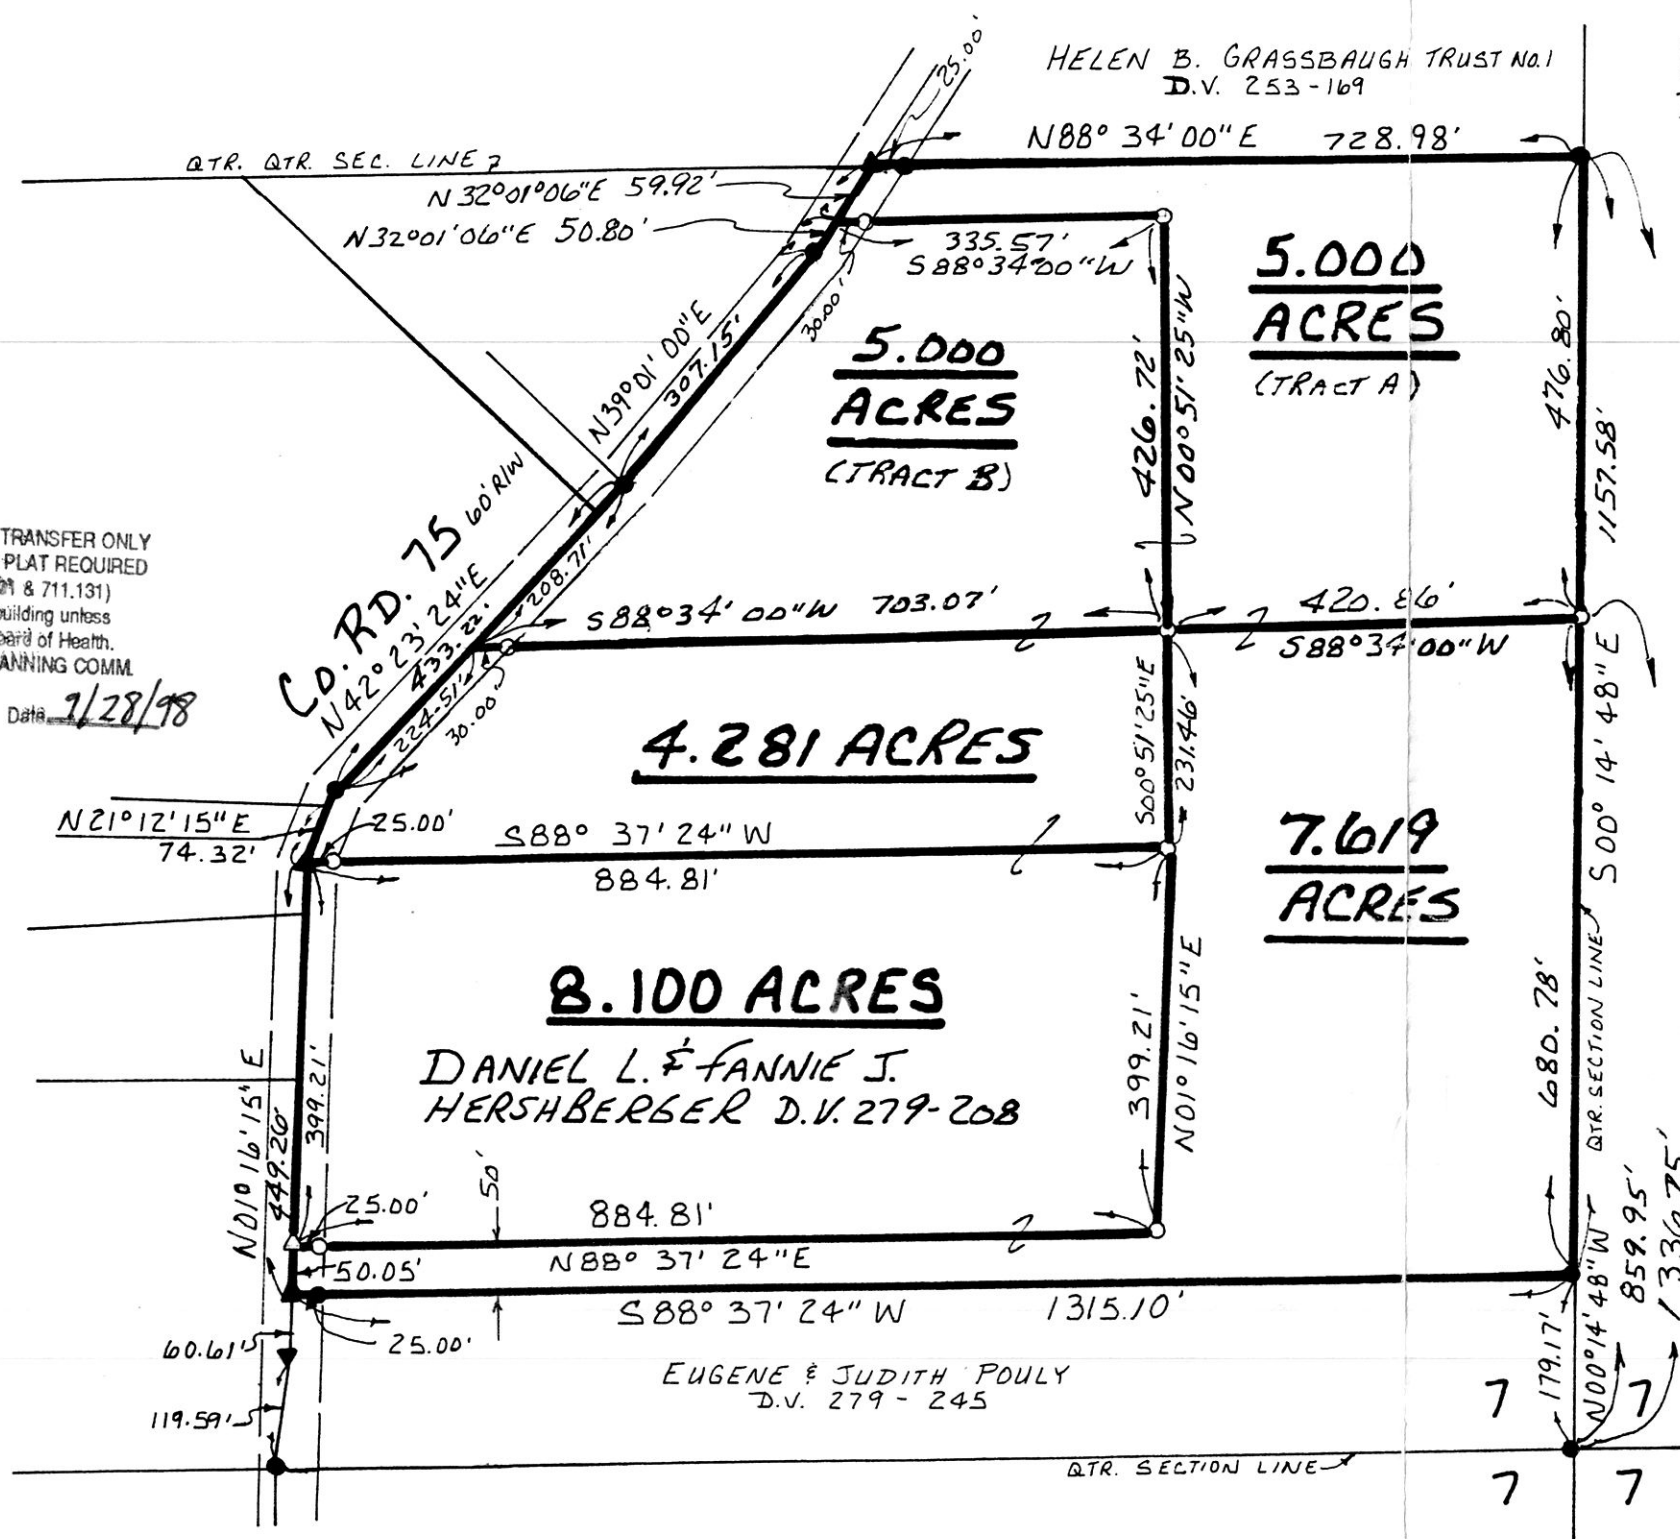 HELEN B. GRASSBAUGH TRUST NO.1
D.V. 253-169
25.00'
N88° 34' 00" E 728.98'
QTR. QTR. SEC. LINE
N32°01°06"E 59.92'
N32°01'06"E 50.80'
335.57'
S88°34°00"W
5.000
ACRES
(TRACT A)
5.000
ACRES
(TRACT B)
30.00'
N39°01' 00"E
307.15'
426.72'
N00°51'25"W
476.80'
1157.58'
CO. RD. 75 60' R/W
N42° 23' 24"E
433.22'
208.71'
224.51'
30.00'
S88°34' 00"W 703.07'
420.86'
S88°34'00"W
TRANSFER ONLY
PLAT REQUIRED
& 711.131)
uilding unless
oard of Health.
ANNING COMM.
Date 9/28/98
4.281 ACRES
S00°51'25"E
231.46'
S00° 14' 48" E
N21°12'15"E
74.32'
25.00'
S88° 37' 24" W
884.81'
7.619
ACRES
8.100 ACRES
DANIEL L. & FANNIE J.
HERSHBERGER D.V. 279-208
N01° 16' 15" E
449.26'
399.21'
399.21'
N01° 16' 15" E
680.78'
QTR. SECTION LINE
25.00'
50'
884.81'
N88° 37' 24"E
50.05'
S88° 37' 24" W 1315.10'
25.00'
60.61'
119.59'
EUGENE & JUDITH POULY
D.V. 279-245
179.17'
N00°14'48"W
859.95'
1336.75'
7 7
QTR. SECTION LINE
7 7